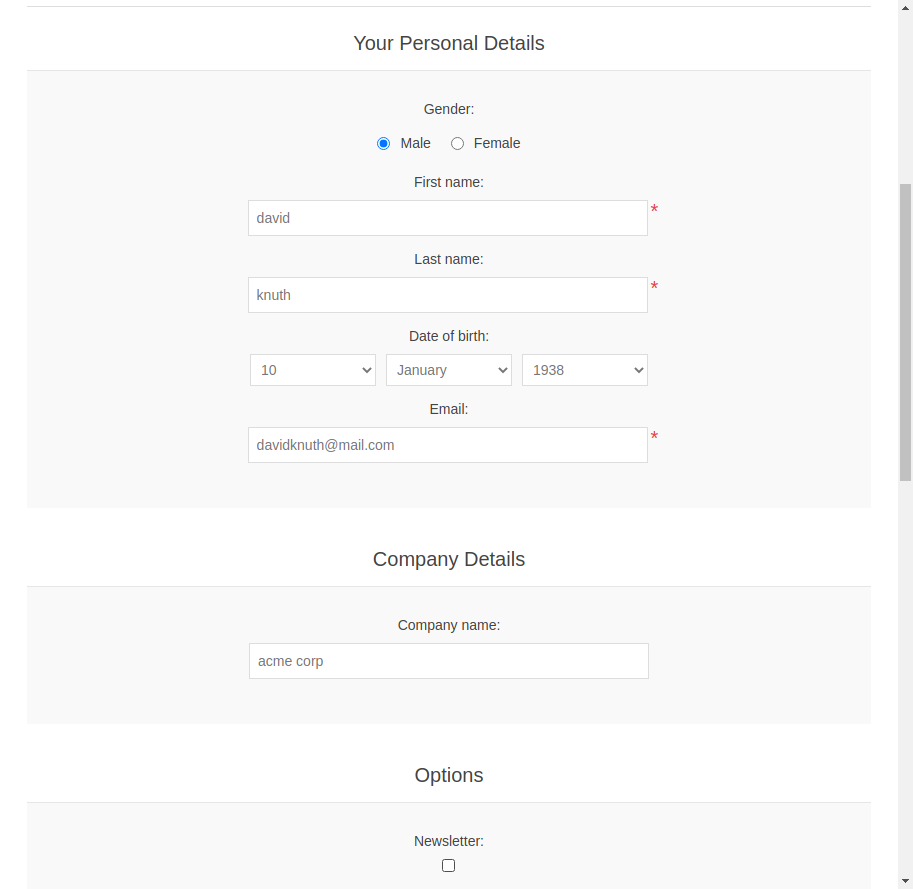 Your Personal Details
Gender:
Male Female
First name:
david *
Last name:
knuth *
Date of birth:
10 January 1938
Email:
davidknuth@mail.com *
Company Details
Company name:
acme corp
Options
Newsletter: